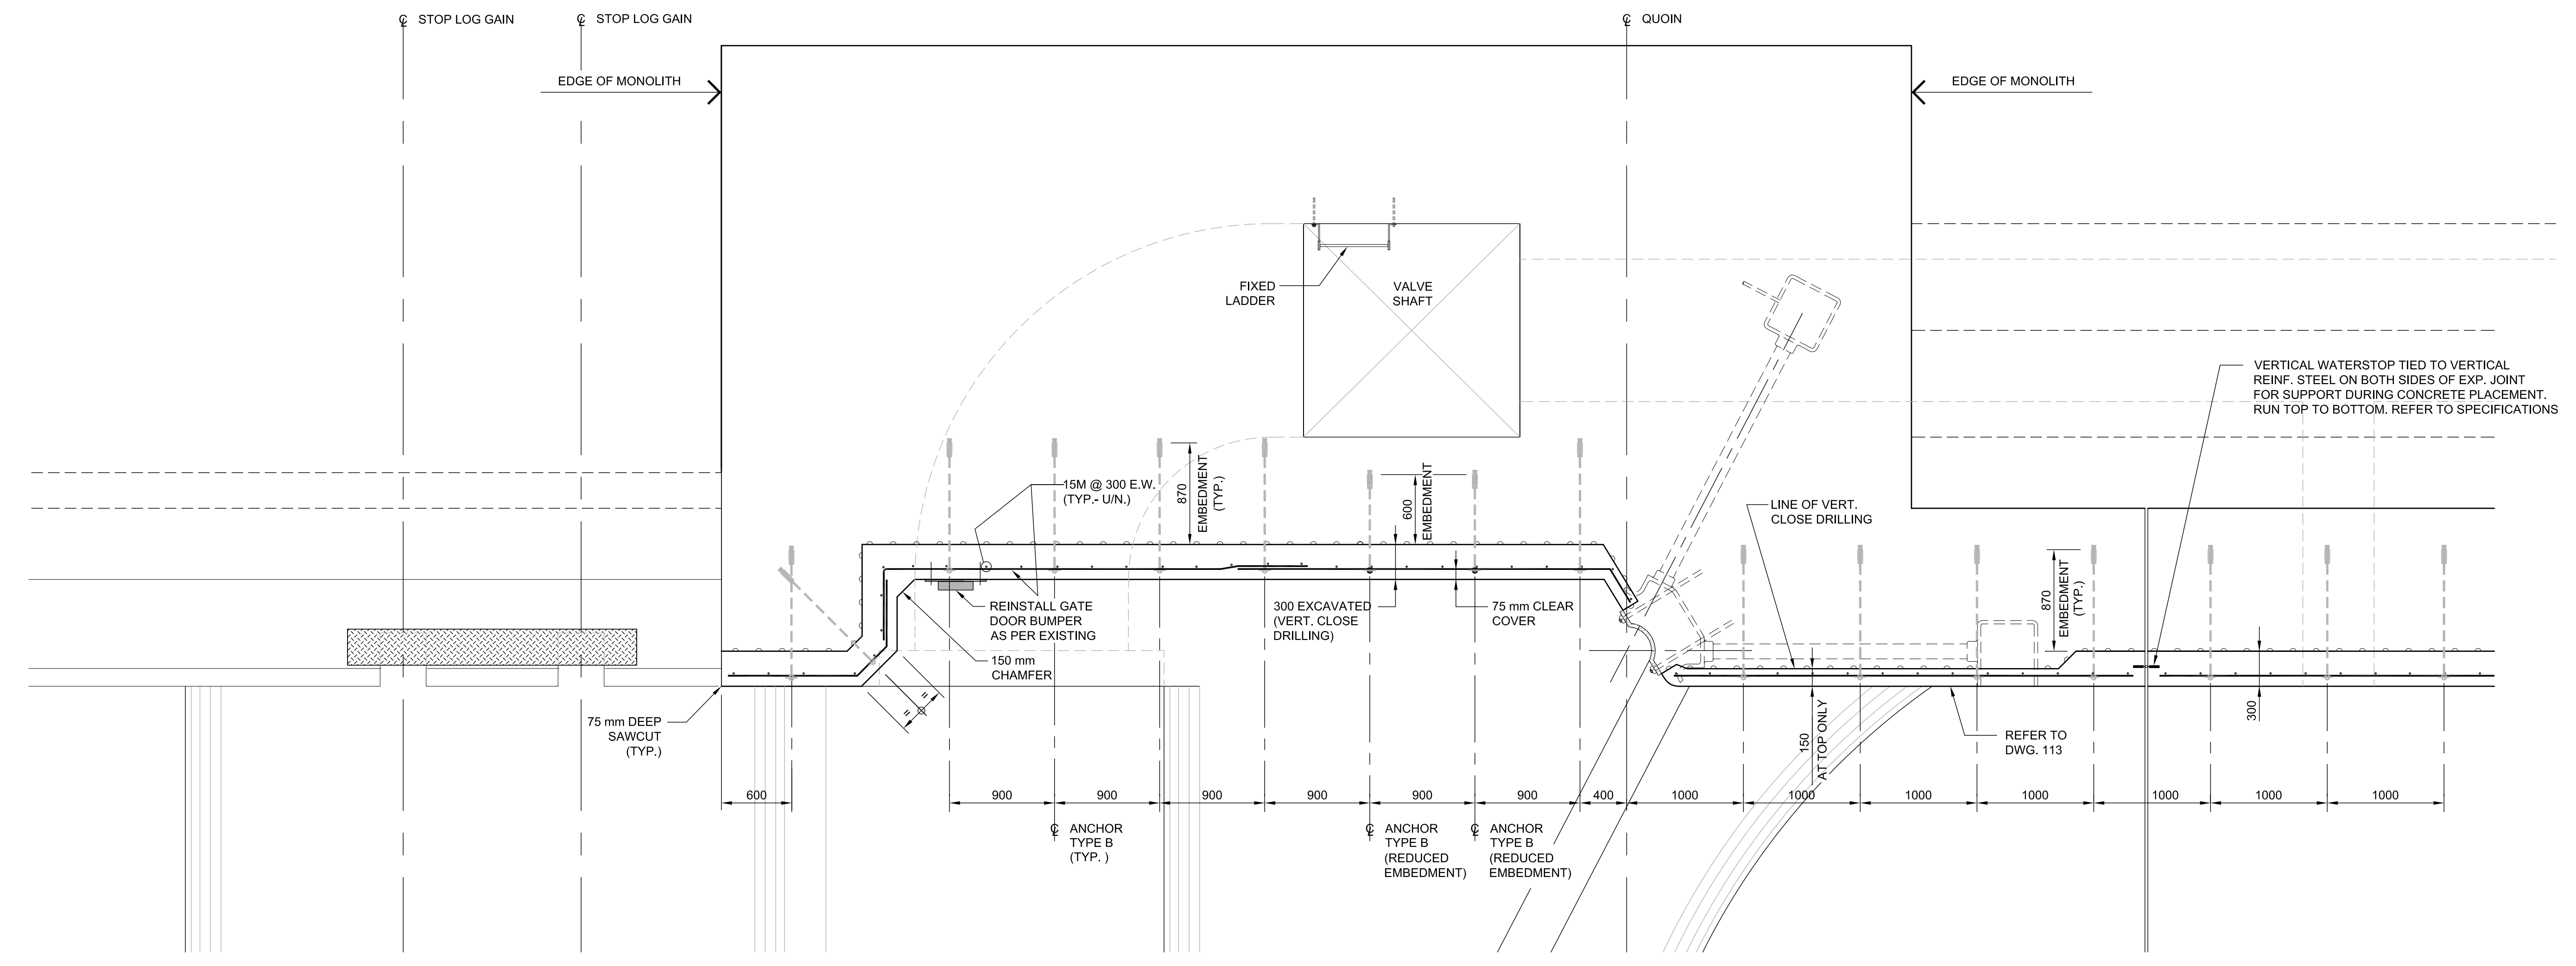 ℄ STOP LOG GAIN
℄ STOP LOG GAIN
℄ QUOIN
EDGE OF MONOLITH
EDGE OF MONOLITH
FIXED
LADDER
VALVE
SHAFT
VERTICAL WATERSTOP TIED TO VERTICAL
REINF. STEEL ON BOTH SIDES OF EXP. JOINT
FOR SUPPORT DURING CONCRETE PLACEMENT.
RUN TOP TO BOTTOM. REFER TO SPECIFICATIONS
15M @ 300 E.W.
(TYP.- U/N.)
870
EMBEDMENT
(TYP.)
600
EMBEDMENT
LINE OF VERT.
CLOSE DRILLING
870
EMBEDMENT
(TYP.)
REINSTALL GATE
DOOR BUMPER
AS PER EXISTING
300 EXCAVATED
(VERT. CLOSE
DRILLING)
75 mm CLEAR
COVER
150 mm
CHAMFER
=
=
75 mm DEEP
SAWCUT
(TYP.)
150
AT TOP ONLY
300
REFER TO
DWG. 113
600
900
900
900
900
900
900
400
1000
1000
1000
1000
1000
1000
1000
℄ ANCHOR
TYPE B
(TYP. )
℄ ANCHOR
TYPE B
(REDUCED
EMBEDMENT)
℄ ANCHOR
TYPE B
(REDUCED
EMBEDMENT)